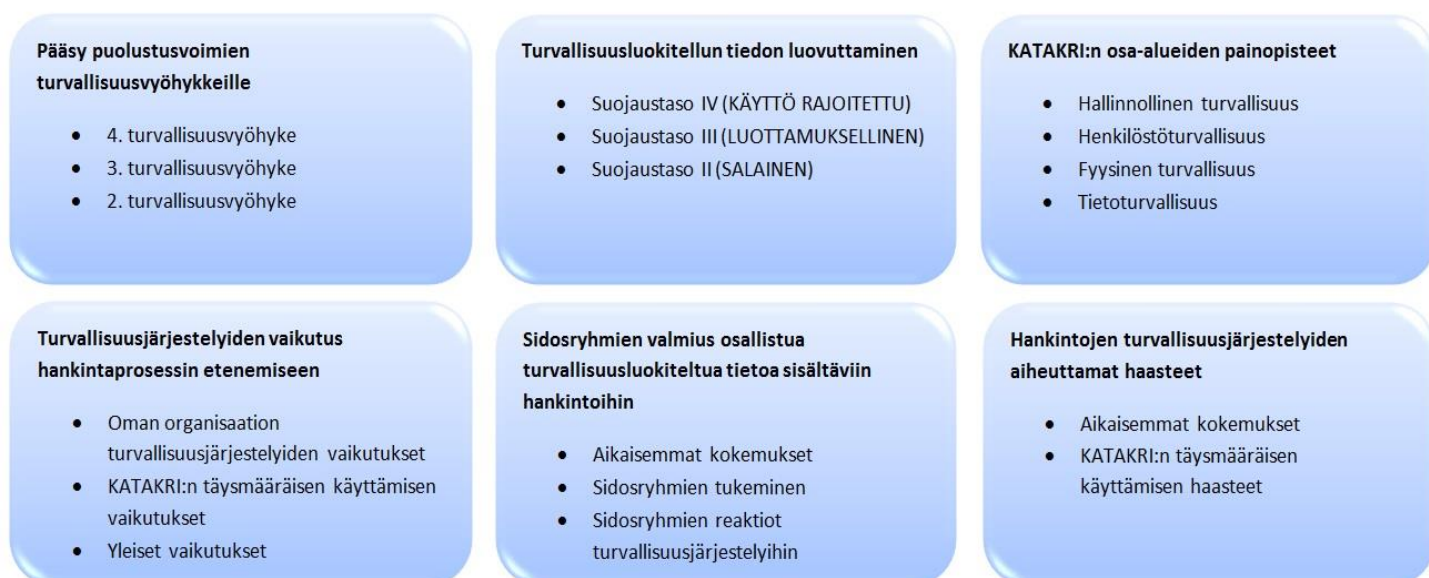 Pääsy puolustusvoimien
turvallisuusvyöhykkeille
• 4. turvallisuusvyöhyke
• 3. turvallisuusvyöhyke
• 2. turvallisuusvyöhyke
Turvallisuusluokitellun tiedon luovuttaminen
• Suojaustaso IV (KÄYTTÖ RAJOITETTU)
• Suojaustaso III (LUOTTAMUKSELLINEN)
• Suojaustaso II (SALAINEN)
KATAKRI:n osa-alueiden painopisteet
• Hallinnollinen turvallisuus
• Henkilöstöturvallisuus
• Fyysinen turvallisuus
• Tietoturvallisuus
Turvallisuusjärjestelyiden vaikutus
hankintaprosessin etenemiseen
• Oman organisaation
turvallisuusjärjestelyiden vaikutukset
• KATAKRI:n täysmääräisen käyttämisen
vaikutukset
• Yleiset vaikutukset
Sidosryhmien valmius osallistua
turvallisuusluokiteltua tietoa sisältäviin
hankintoihin
• Aikaisemmat kokemukset
• Sidosryhmien tukeminen
• Sidosryhmien reaktiot
turvallisuusjärjestelyihin
Hankintojen turvallisuusjärjestelyiden
aiheuttamat haasteet
• Aikaisemmat kokemukset
• KATAKRI:n täysmääräisen
käyttämisen haasteet